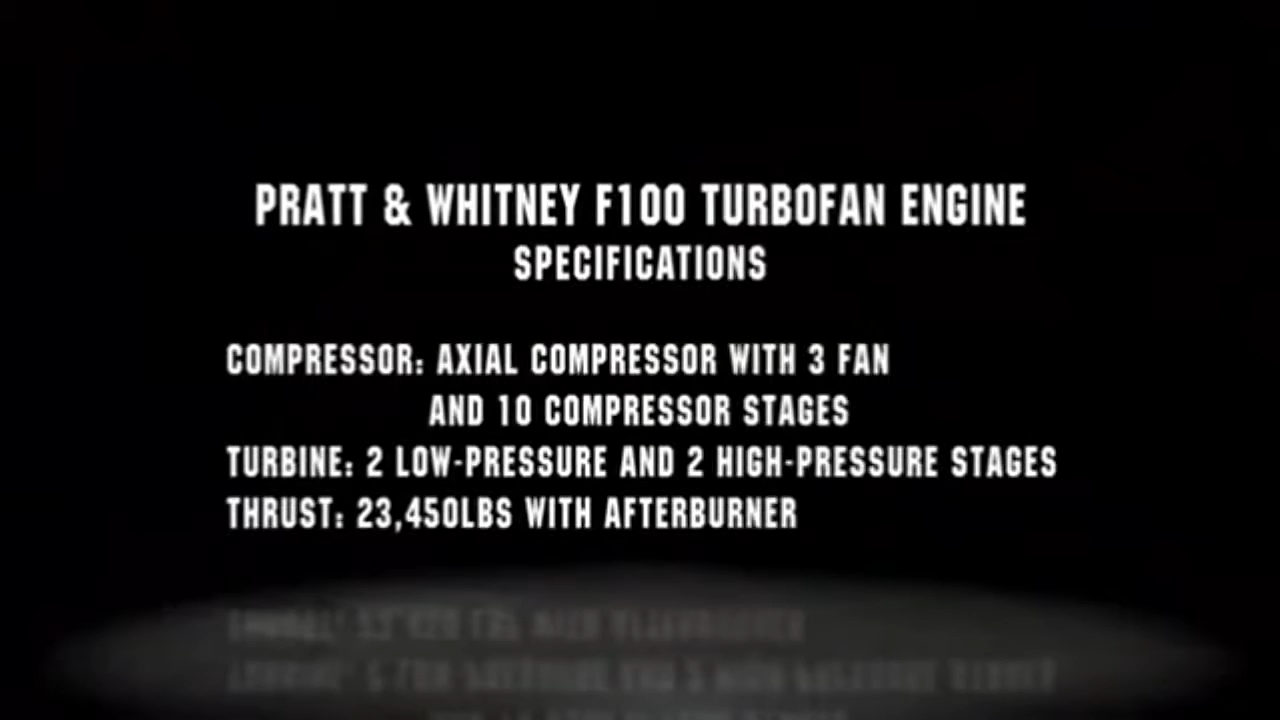 PRATT & WHITNEY F100 TURBOFAN ENGINE
SPECIFICATIONS
COMPRESSOR: AXIAL COMPRESSOR WITH 3 FAN
AND 10 COMPRESSOR STAGES
TURBINE: 2 LOW-PRESSURE AND 2 HIGH-PRESSURE STAGES
THRUST: 23,450LBS WITH AFTERBURNER